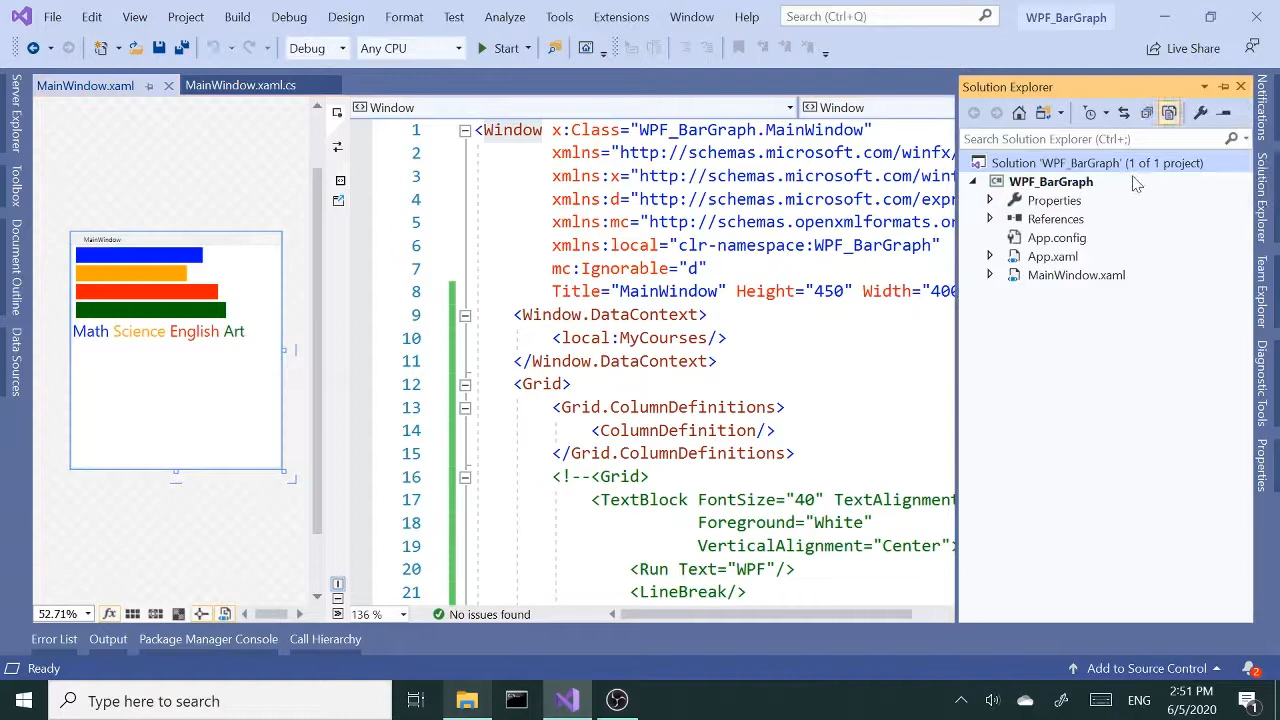 File Edit View Project Build Debug Design Format Test Analyze Tools Extensions Window Help Search (Ctrl+Q) WPF_BarGraph
Debug Any CPU Start Live Share
MainWindow.xaml MainWindow.xaml.cs
Server Explorer
Toolbox
Document Outline
Data Sources
MainWindow
Math Science English Art
52.71%
Window Window
1 <Window x:Class="WPF_BarGraph.MainWindow"
2 xmlns="http://schemas.microsoft.com/winfx/
3 xmlns:x="http://schemas.microsoft.com/winf
4 xmlns:d="http://schemas.microsoft.com/expr
5 xmlns:mc="http://schemas.openxmlformats.or
6 xmlns:local="clr-namespace:WPF_BarGraph"
7 mc:Ignorable="d"
8 Title="MainWindow" Height="450" Width="400
9 <Window.DataContext>
10 <local:MyCourses/>
11 </Window.DataContext>
12 <Grid>
13 <Grid.ColumnDefinitions>
14 <ColumnDefinition/>
15 </Grid.ColumnDefinitions>
16 <!--<Grid>
17 <TextBlock FontSize="40" TextAlignment
18 Foreground="White"
19 VerticalAlignment="Center">
20 <Run Text="WPF"/>
21 <LineBreak/>
136 % No issues found
Solution Explorer
Search Solution Explorer (Ctrl+;)
Solution 'WPF_BarGraph' (1 of 1 project)
WPF_BarGraph
Properties
References
App.config
App.xaml
MainWindow.xaml
Notifications
Solution Explorer
Team Explorer
Diagnostic Tools
Properties
Error List Output Package Manager Console Call Hierarchy
Ready Add to Source Control 2
Type here to search ENG 2:51 PM
6/5/2020
1